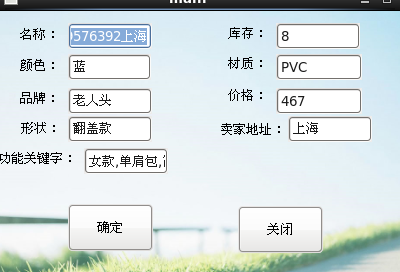 名称： 9576392上海 库存： 8
颜色： 蓝 材质： PVC
品牌： 老人头 价格： 467
形状： 翻盖款 卖家地址： 上海
功能关键字： 女款,单肩包,
确定 关闭